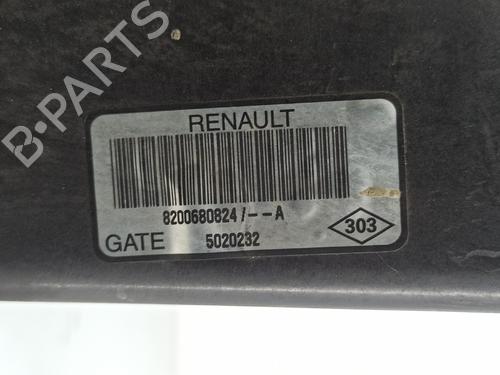 B-PARTS
RENAULT
8200680824/--A
GATE 5020232
303